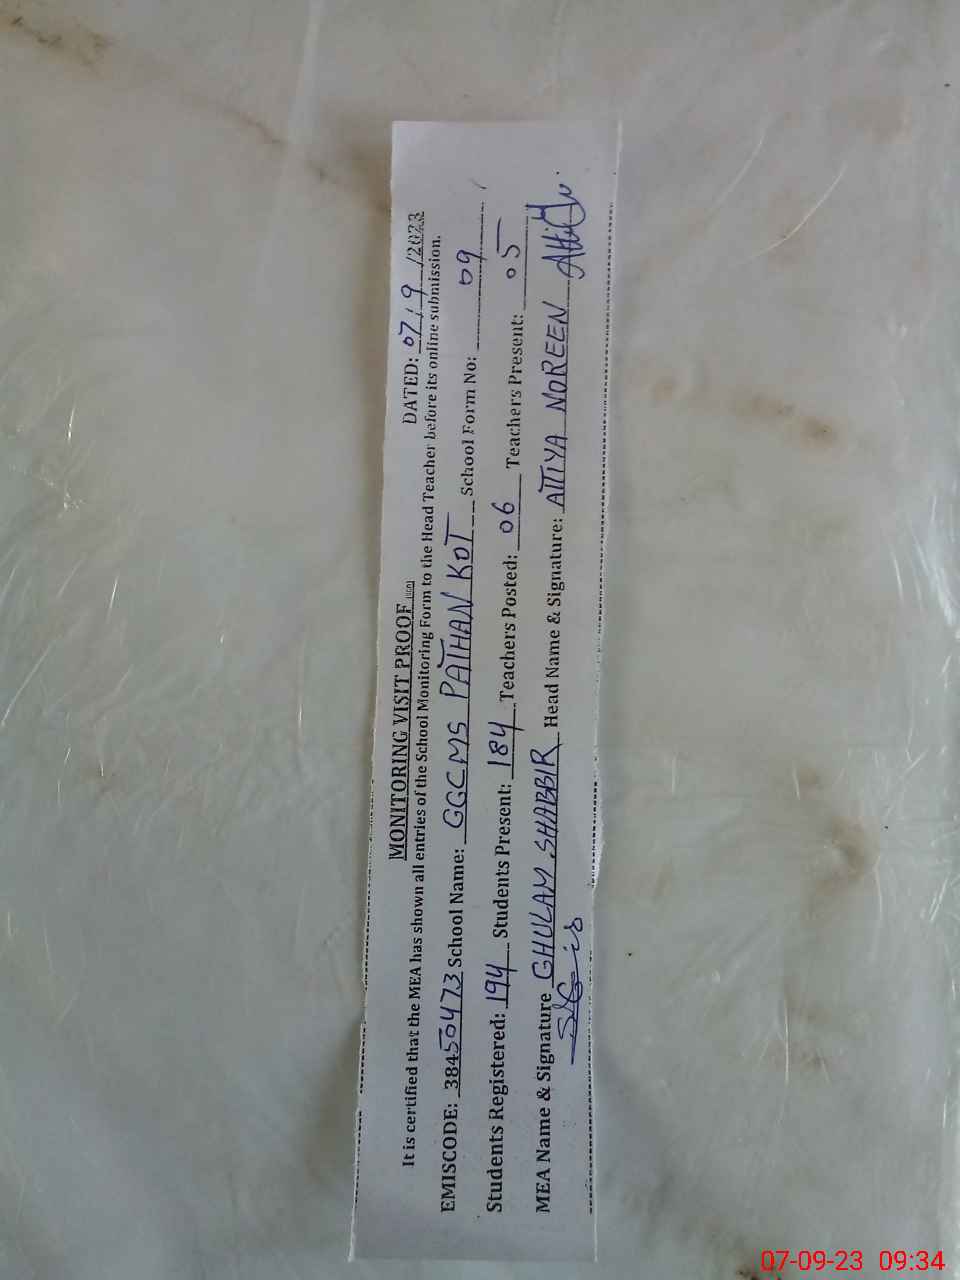 MONITORING VISIT PROOF
DATED: 07/9/2023
It is certified that the MEA has shown all entries of the School Monitoring Form to the Head Teacher before its online submission.
EMISCODE: 38450473 School Name: GGCMS PATHAN KOT School Form No: 09
Students Registered: 194 Students Present: 184 Teachers Posted: 06 Teachers Present: 05
MEA Name & Signature GHULAM SHABBIR Head Name & Signature: ATTIYA NOREEN
07-09-23 09:34